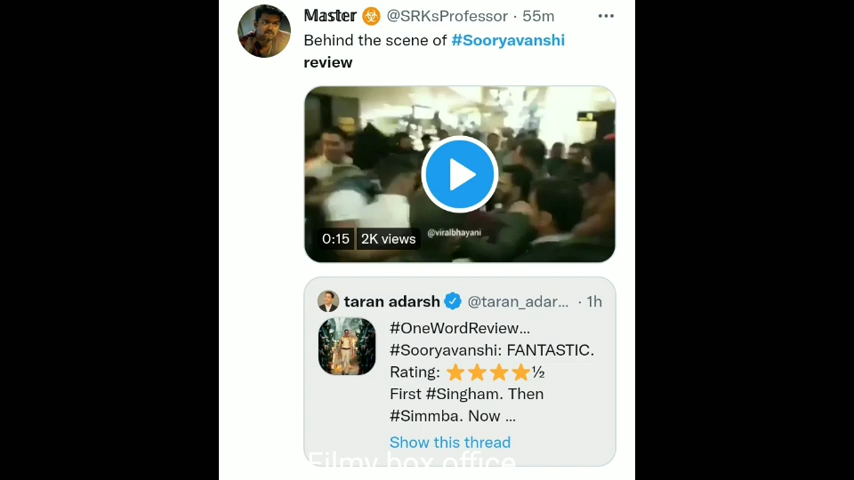 Master @SRKsProfessor · 55m
Behind the scene of #Sooryavanshi
review
@viralbhayani
0:15 2K views
taran adarsh @taran_adar... · 1h
#OneWordReview...
#Sooryavanshi: FANTASTIC.
Rating: ⭐⭐⭐⭐½
First #Singham. Then
#Simmba. Now ...
Show this thread
Filmy box office